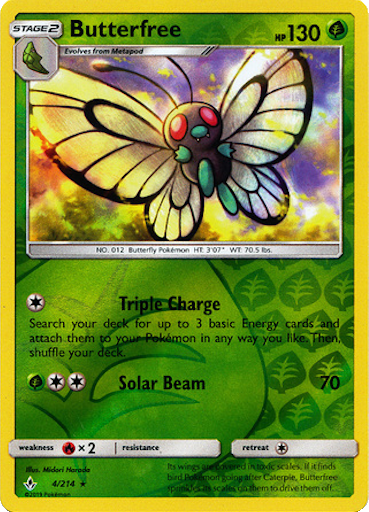 STAGE2 Butterfree HP130
Evolves from Metapod
NO. 012 Butterfly Pokémon HT: 3'07" WT: 70.5 lbs.
Triple Charge
Search your deck for up to 3 basic Energy cards and
attach them to your Pokémon in any way you like. Then,
shuffle your deck.
Solar Beam 70
weakness ×2 resistance retreat
Illus. Midori Harada
4/214 ★
©2019 Pokémon
Its wings are covered in toxic scales. If it finds
bird Pokémon going after Caterpie, Butterfree
sprinkles its scales on them to drive them off.